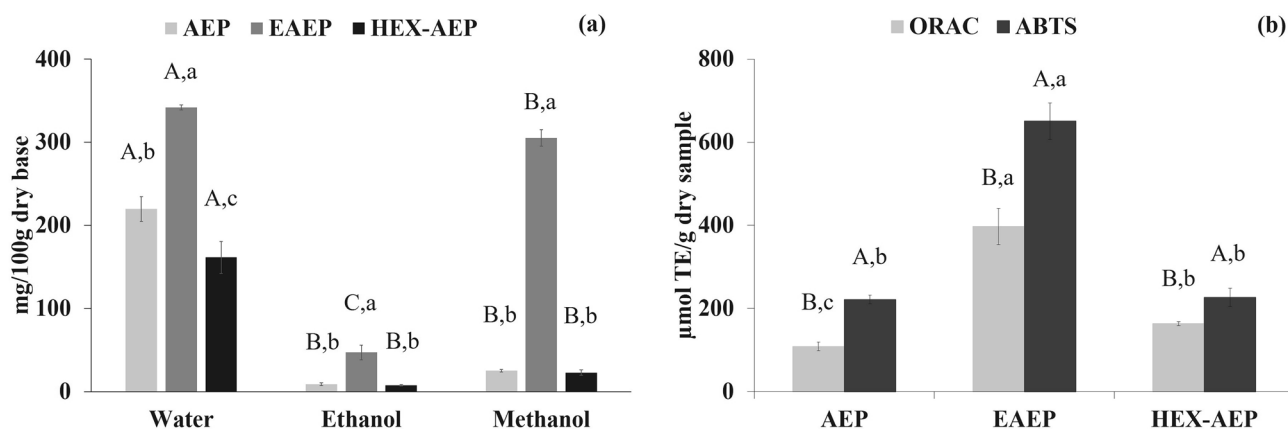 AEP EAEP HEX-AEP (a)
mg/100g dry base
400
300
200
100
0
A,b
A,a
A,c
B,b
C,a
B,b
B,b
B,a
B,b
Water Ethanol Methanol
ORAC ABTS (b)
µmol TE/g dry sample
800
600
400
200
0
B,c
A,b
B,a
A,a
B,b
A,b
AEP EAEP HEX-AEP